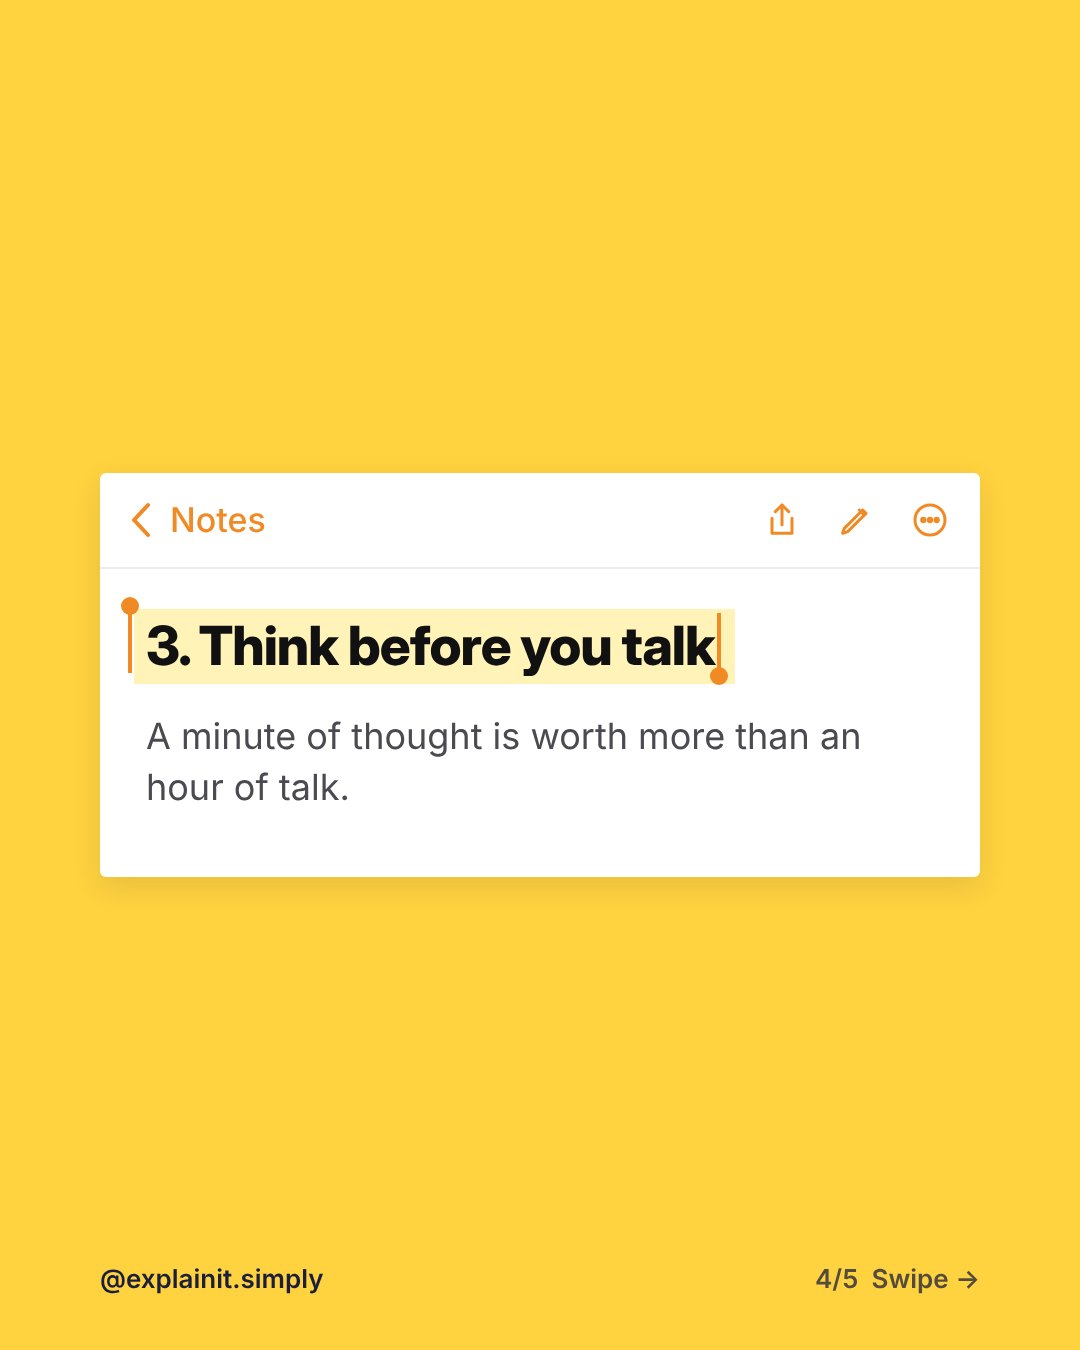 Notes
3. Think before you talk
A minute of thought is worth more than an
hour of talk.
@explainit.simply
4/5 Swipe →